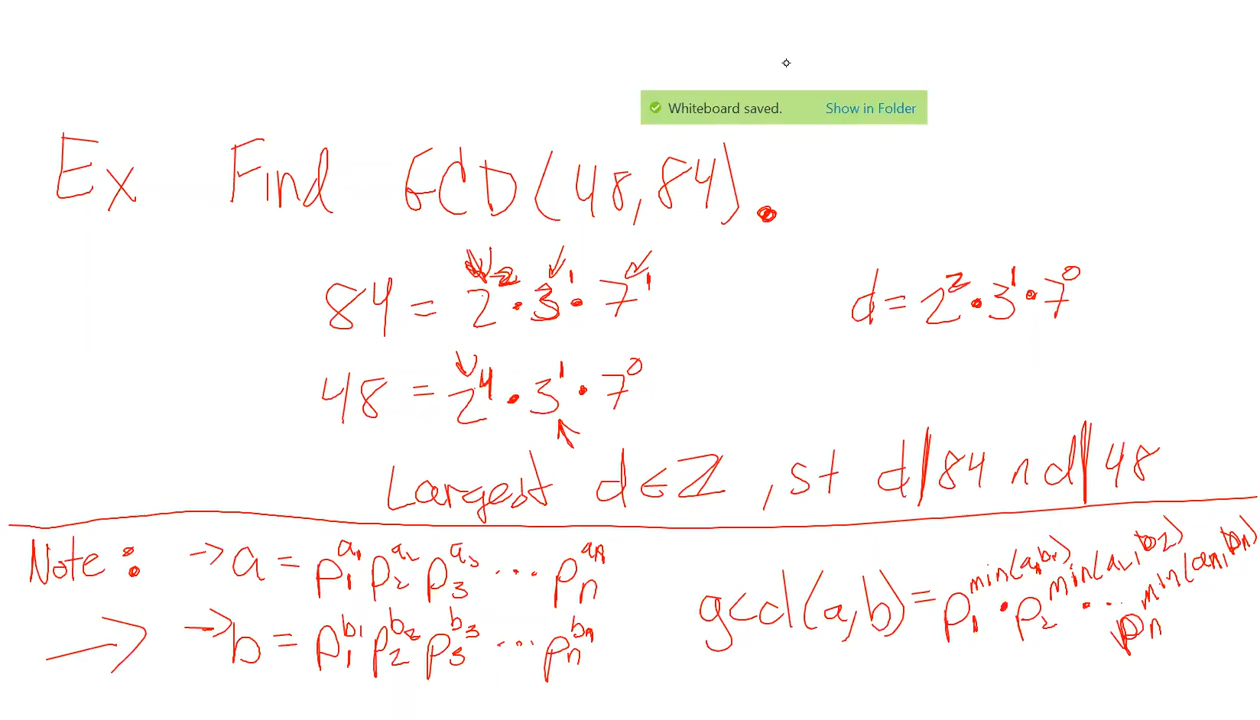 Whiteboard saved. Show in Folder
Ex Find GCD(48,84).
84 = 2² · 3¹ · 7¹
d = 2² · 3¹ · 7⁰
48 = 2⁴ · 3¹ · 7⁰
Largest d ∈ Z, st d|84 ∧ d|48
Note: → a = p₁^a₁ p₂^a₂ p₃^a₃ ... pₙ^aₙ
→ b = p₁^b₁ p₂^b₂ p₃^b₃ ... pₙ^bₙ
gcd(a,b) = p₁^min(a₁,b₁) · p₂^min(a₂,b₂) · ... pₙ^min(aₙ,bₙ)